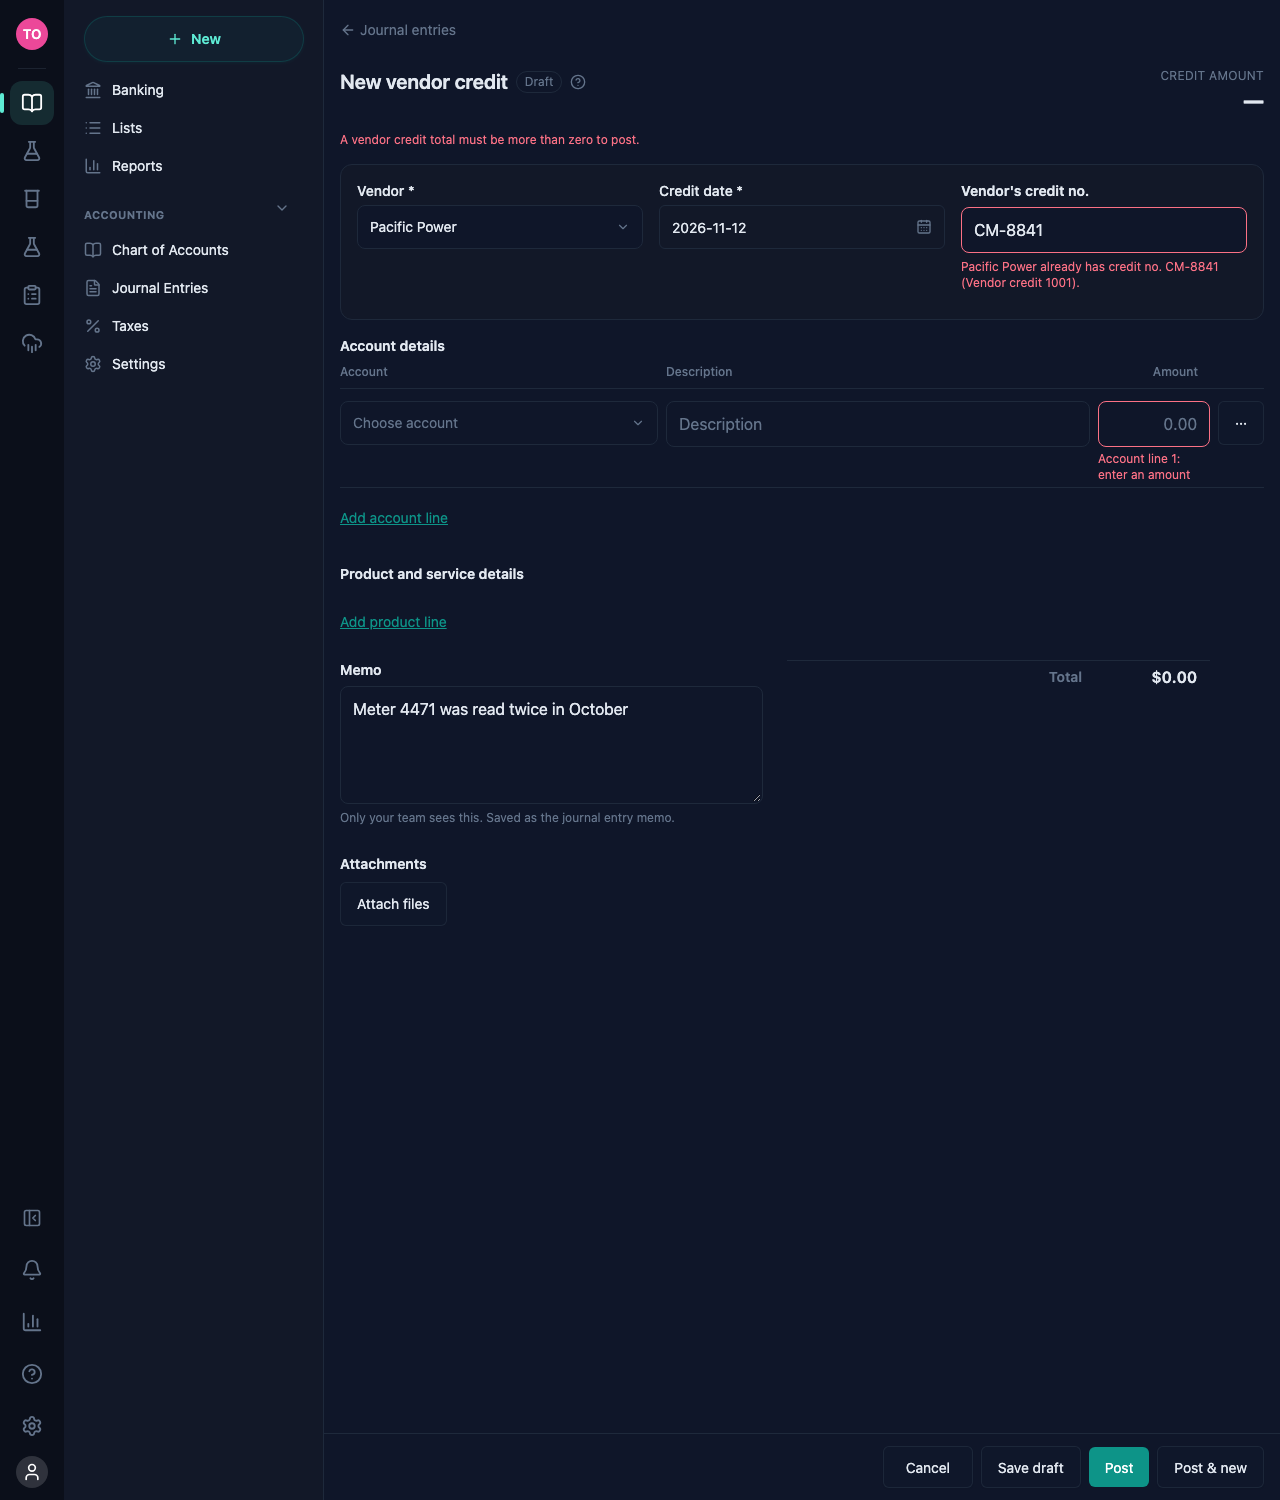 TO
New
Banking
Lists
Reports
ACCOUNTING
Chart of Accounts
Journal Entries
Taxes
Settings
Journal entries
New vendor credit
Draft
CREDIT AMOUNT
—
A vendor credit total must be more than zero to post.
Vendor *
Pacific Power
Credit date *
2026-11-12
Vendor's credit no.
CM-8841
Pacific Power already has credit no. CM-8841
(Vendor credit 1001).
Account details
Account
Description
Amount
Choose account
Description
0.00
Account line 1:
enter an amount
Add account line
Product and service details
Add product line
Memo
Meter 4471 was read twice in October
Only your team sees this. Saved as the journal entry memo.
Total
$0.00
Attachments
Attach files
Cancel
Save draft
Post
Post & new